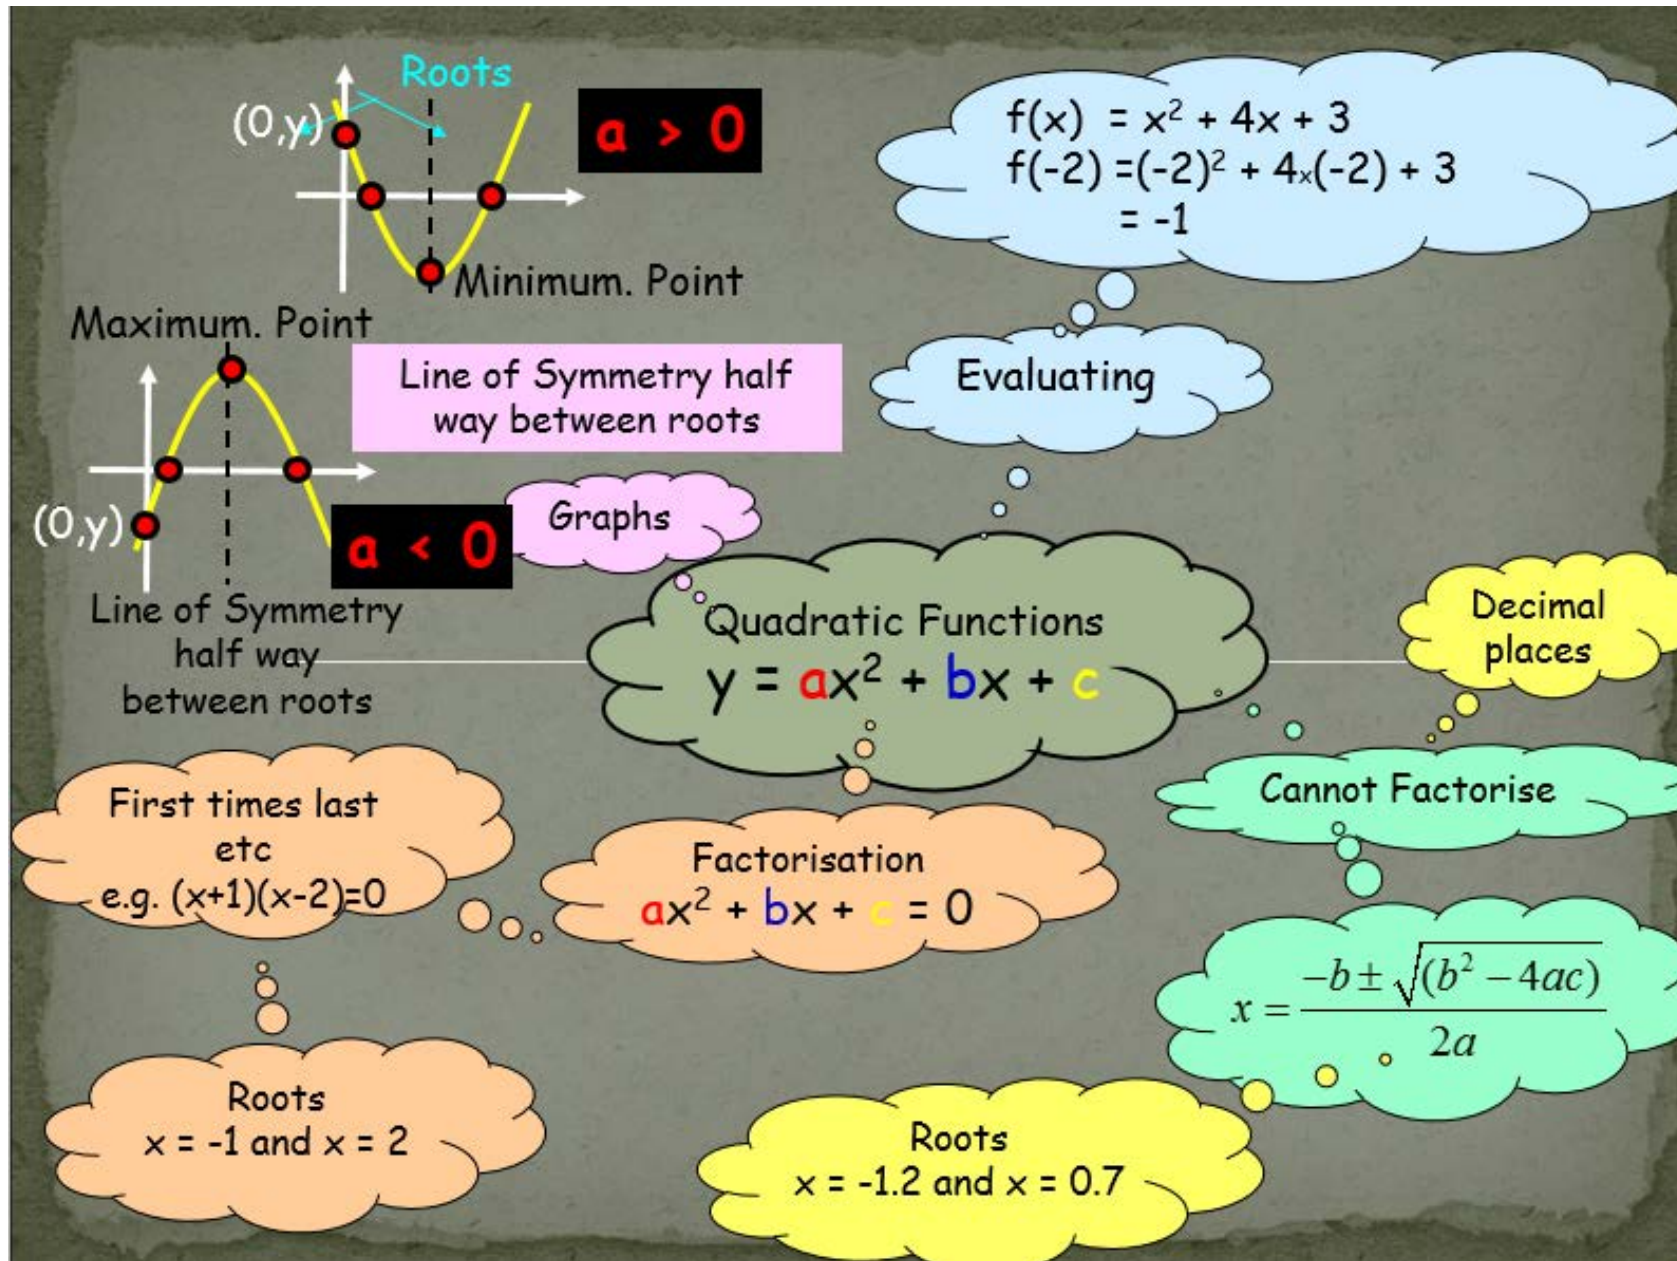 Roots
(0,y)
a > 0
Minimum. Point
Maximum. Point
Line of Symmetry half
way between roots
(0,y)
a < 0
Graphs
Line of Symmetry
half way
between roots
f(x) = x² + 4x + 3
f(-2) =(-2)² + 4x(-2) + 3
= -1
Evaluating
Quadratic Functions
y = ax² + bx + c
Decimal
places
Cannot Factorise
x = (-b ± √(b² - 4ac)) / 2a
First times last
etc
e.g. (x+1)(x-2)=0
Factorisation
ax² + bx + c = 0
Roots
x = -1 and x = 2
Roots
x = -1.2 and x = 0.7